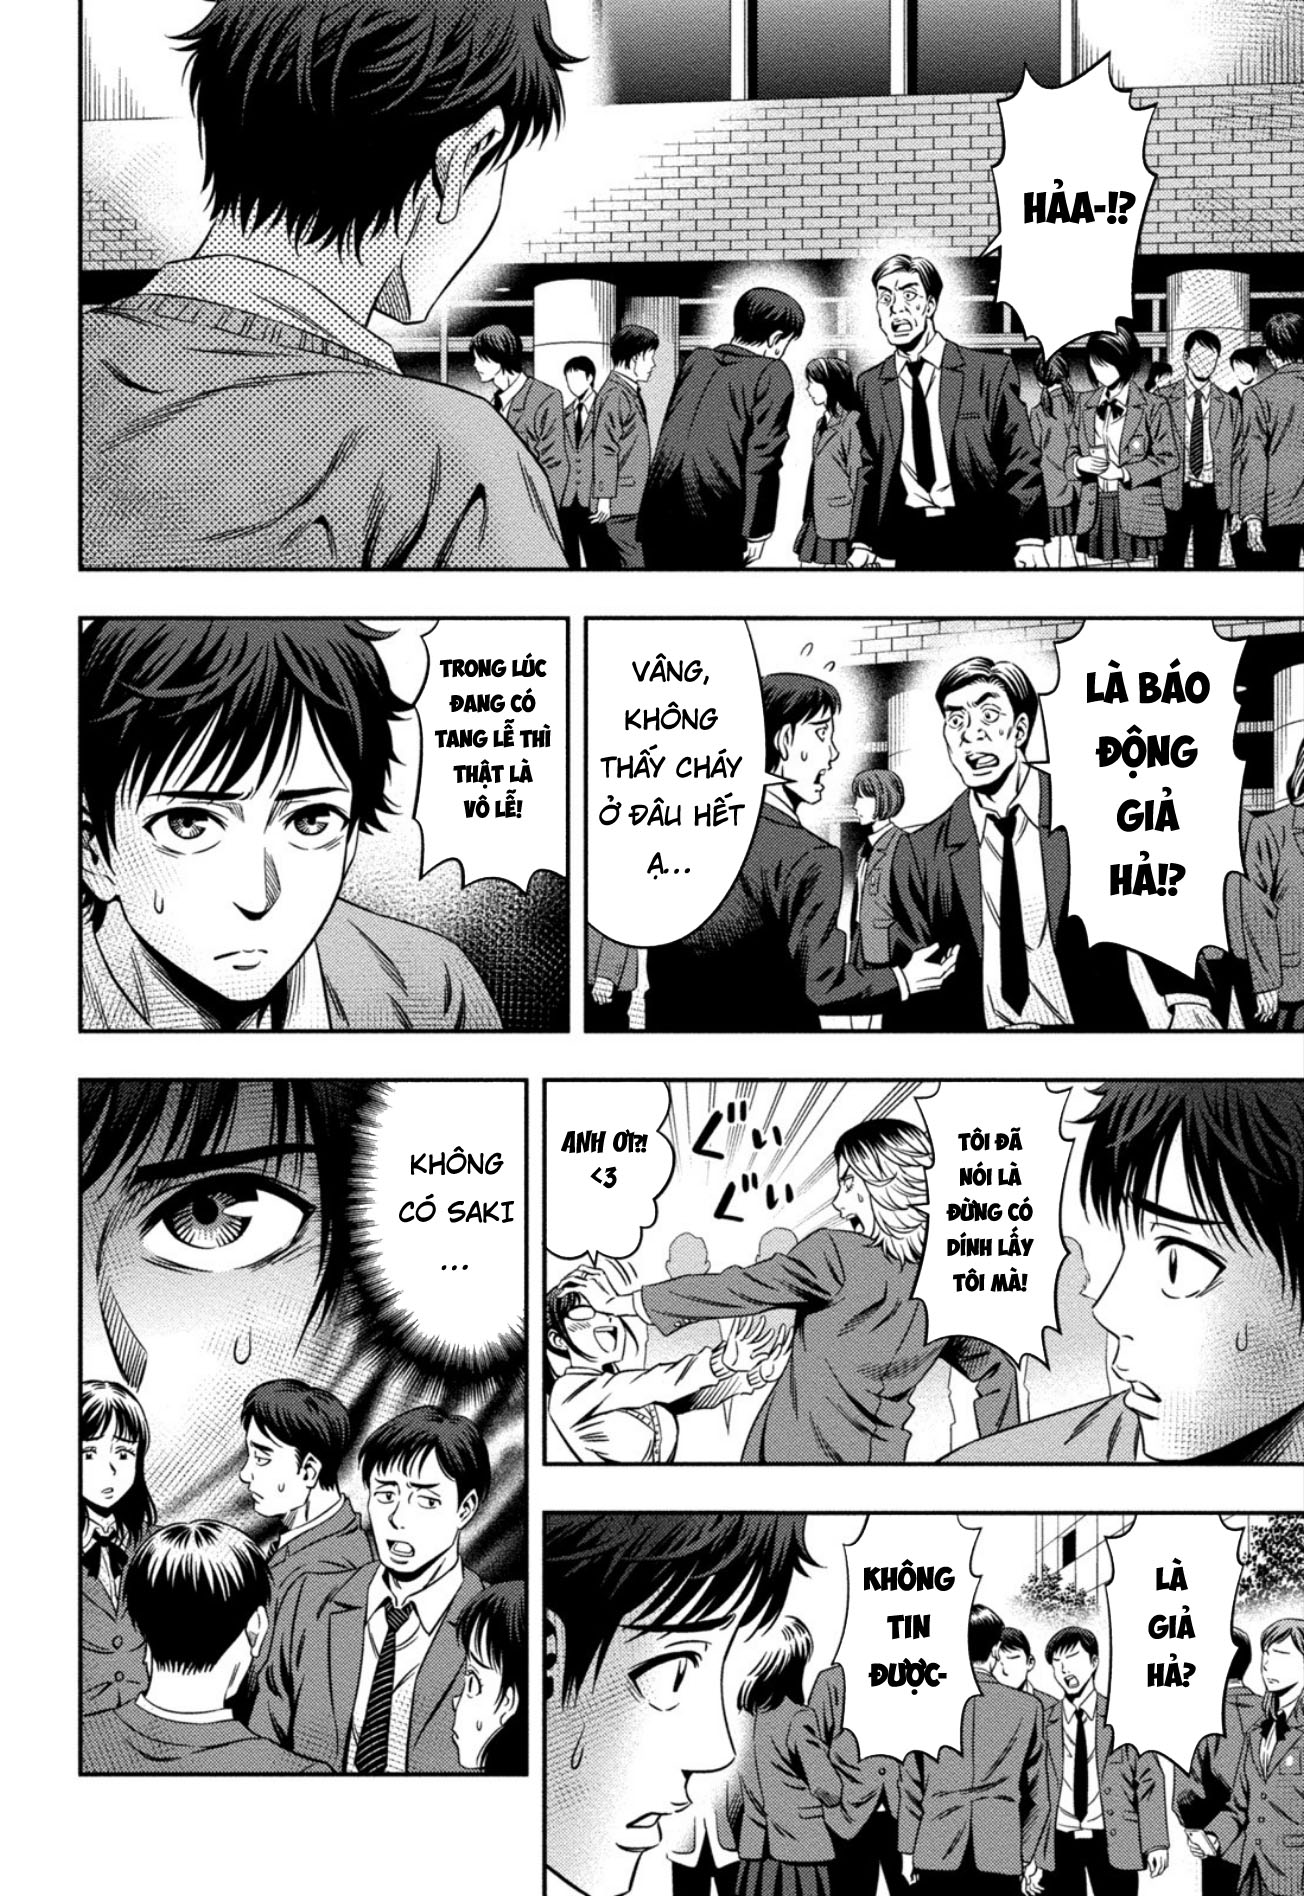 HẢA-!?
LÀ BÁO
ĐỘNG
GIẢ
HẢ!?
VÂNG,
KHÔNG
THẤY CHÁY
Ở ĐÂU HẾT
Ạ...
TRONG LÚC
ĐANG CÓ
TANG LỄ THÌ
THẬT LÀ
VÔ LỄ!
TÔI ĐÃ
NÓI LÀ
ĐỪNG CÓ
DÍNH LẤY
TÔI MÀ!
ぐいぐい
ANH ƠI?!
<3
LÀ
GIẢ
HẢ?
KHÔNG
TIN
ĐƯỢC-
KHÔNG
CÓ SAKI
...